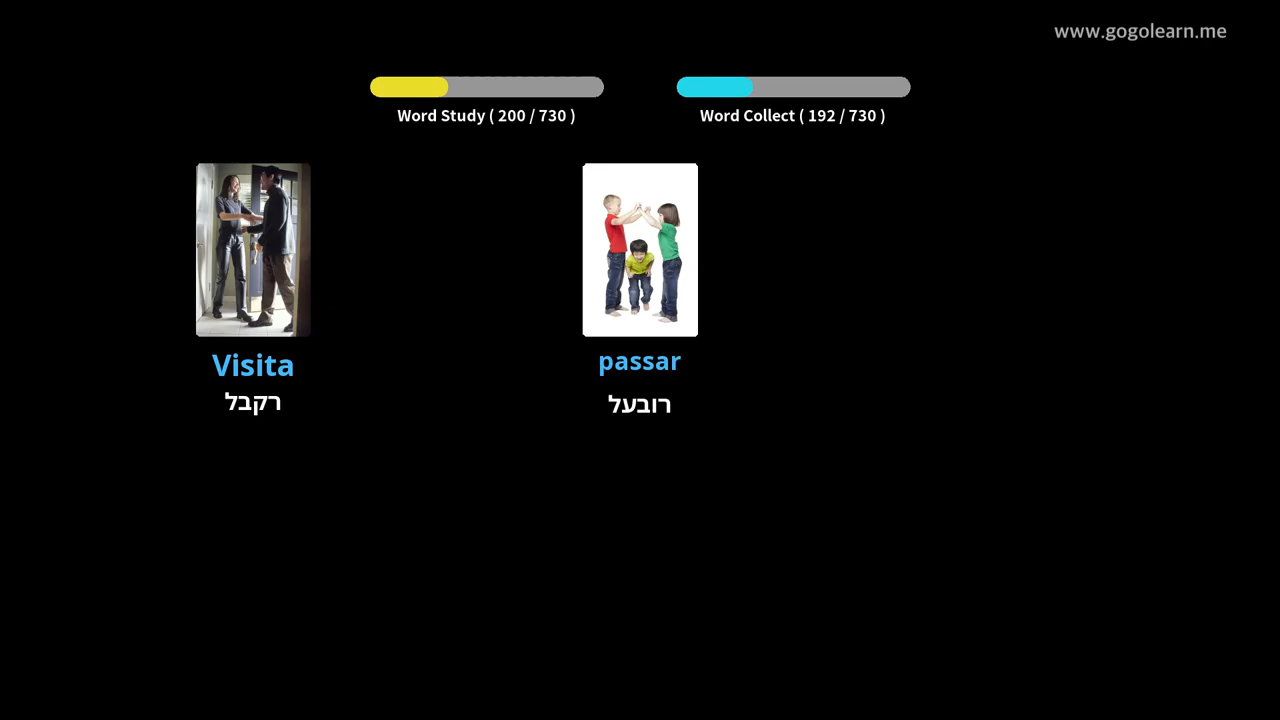 www.gogolearn.me
Word Study ( 200 / 730 )
Word Collect ( 192 / 730 )
Visita
רקבל
passar
רובעל